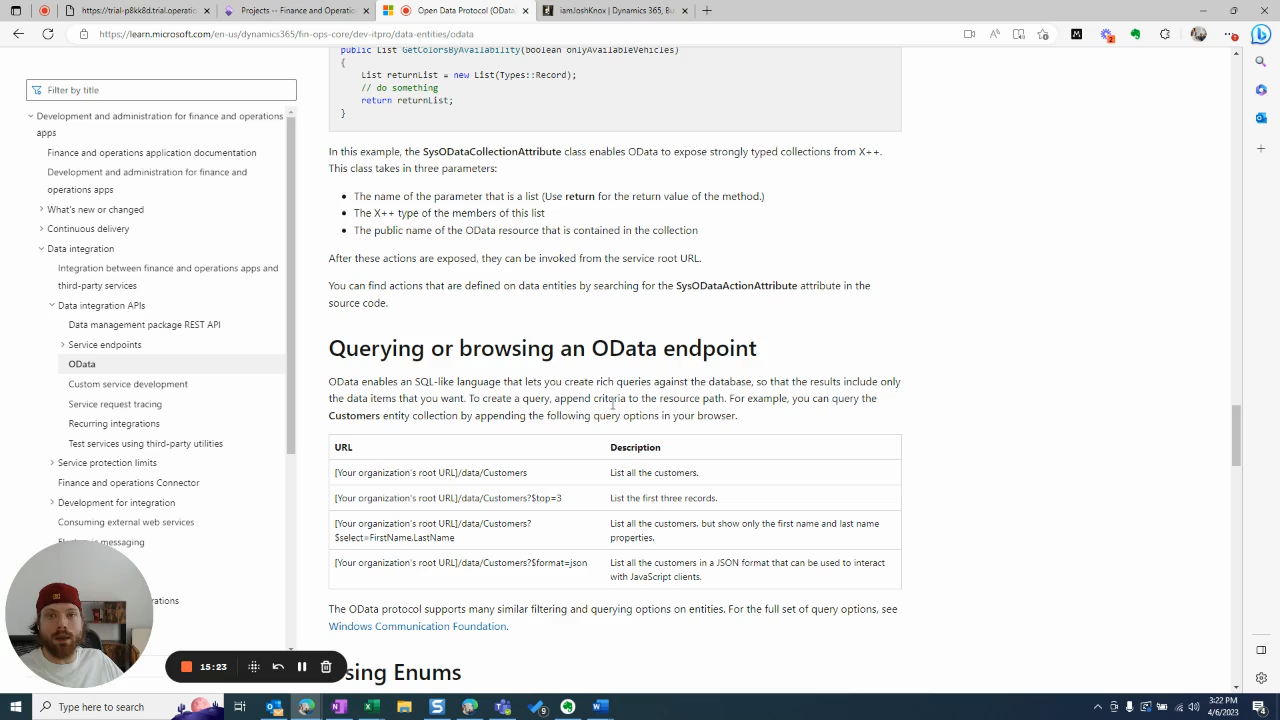 https://trial-p8kk8d.trial.operatio
Projects -- Finance and Operation
Open Data Protocol (OData
iamJoshKnox | Dynamics 365, Bu
https://learn.microsoft.com/en-us/dynamics365/fin-ops-core/dev-itpro/data-entities/odata
Filter by title
Development and administration for finance and operations
apps
Finance and operations application documentation
Development and administration for finance and
operations apps
What's new or changed
Continuous delivery
Data integration
Integration between finance and operations apps and
third-party services
Data integration APIs
Data management package REST API
Service endpoints
OData
Custom service development
Service request tracing
Recurring integrations
Test services using third-party utilities
Service protection limits
Finance and operations Connector
Development for integration
Consuming external web services
messaging
rations
public List GetColorsByAvailability(boolean onlyAvailableVehicles)
{
List returnList = new List(Types::Record);
// do something
return returnList;
}
In this example, the SysODataCollectionAttribute class enables OData to expose strongly typed collections from X++.
This class takes in three parameters:
• The name of the parameter that is a list (Use return for the return value of the method.)
• The X++ type of the members of this list
• The public name of the OData resource that is contained in the collection
After these actions are exposed, they can be invoked from the service root URL.
You can find actions that are defined on data entities by searching for the SysODataActionAttribute attribute in the
source code.
Querying or browsing an OData endpoint
OData enables an SQL-like language that lets you create rich queries against the database, so that the results include only
the data items that you want. To create a query, append criteria to the resource path. For example, you can query the
Customers entity collection by appending the following query options in your browser.
URL Description
[Your organization's root URL]/data/Customers List all the customers.
[Your organization's root URL]/data/Customers?$top=3 List the first three records.
[Your organization's root URL]/data/Customers? List all the customers, but show only the first name and last name
$select=FirstName,LastName properties.
[Your organization's root URL]/data/Customers?$format=json List all the customers in a JSON format that can be used to interact
with JavaScript clients.
The OData protocol supports many similar filtering and querying options on entities. For the full set of query options, see
Windows Communication Foundation.
sing Enums
15:23
Type here to search
3:22 PM
4/6/2023